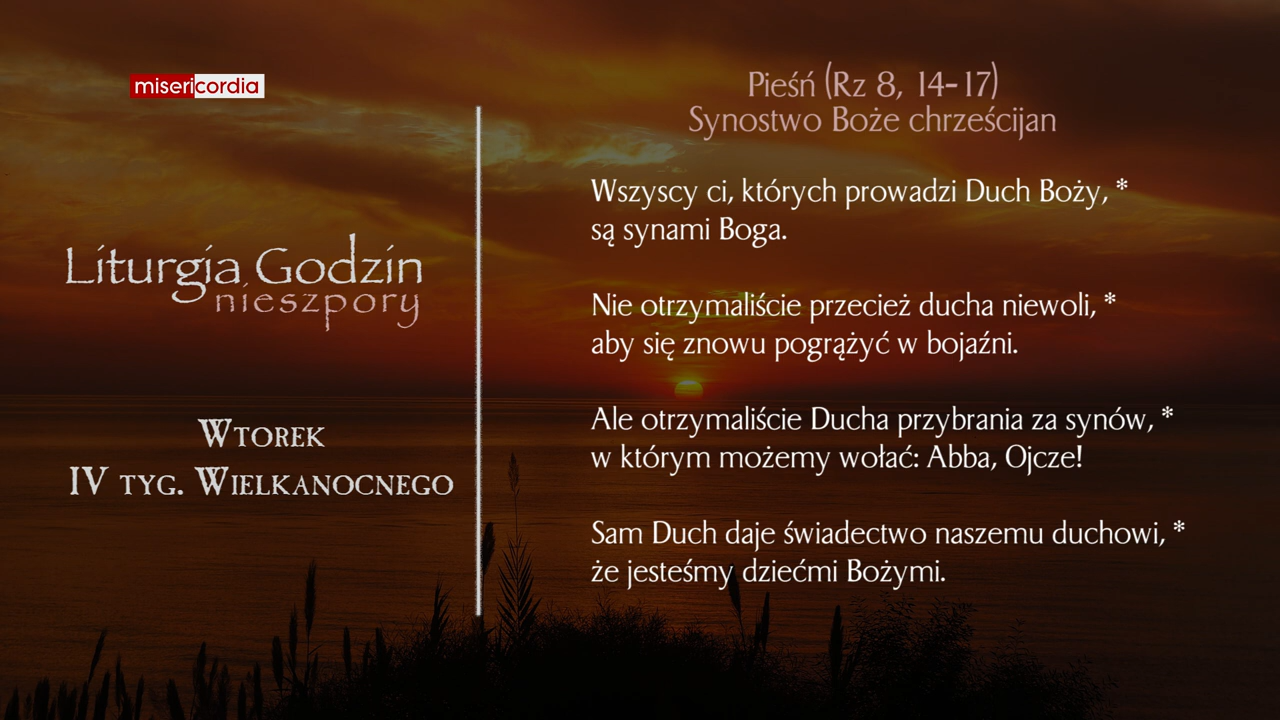 misericordia
Liturgia Godzin
nieszpory
Wtorek
IV tyg. Wielkanocnego
Pieśń (Rz 8, 14-17)
Synostwo Boże chrześcijan
Wszyscy ci, których prowadzi Duch Boży, *
są synami Boga.
Nie otrzymaliście przecież ducha niewoli, *
aby się znowu pogrążyć w bojaźni.
Ale otrzymaliście Ducha przybrania za synów, *
w którym możemy wołać: Abba, Ojcze!
Sam Duch daje świadectwo naszemu duchowi, *
że jesteśmy dziećmi Bożymi.